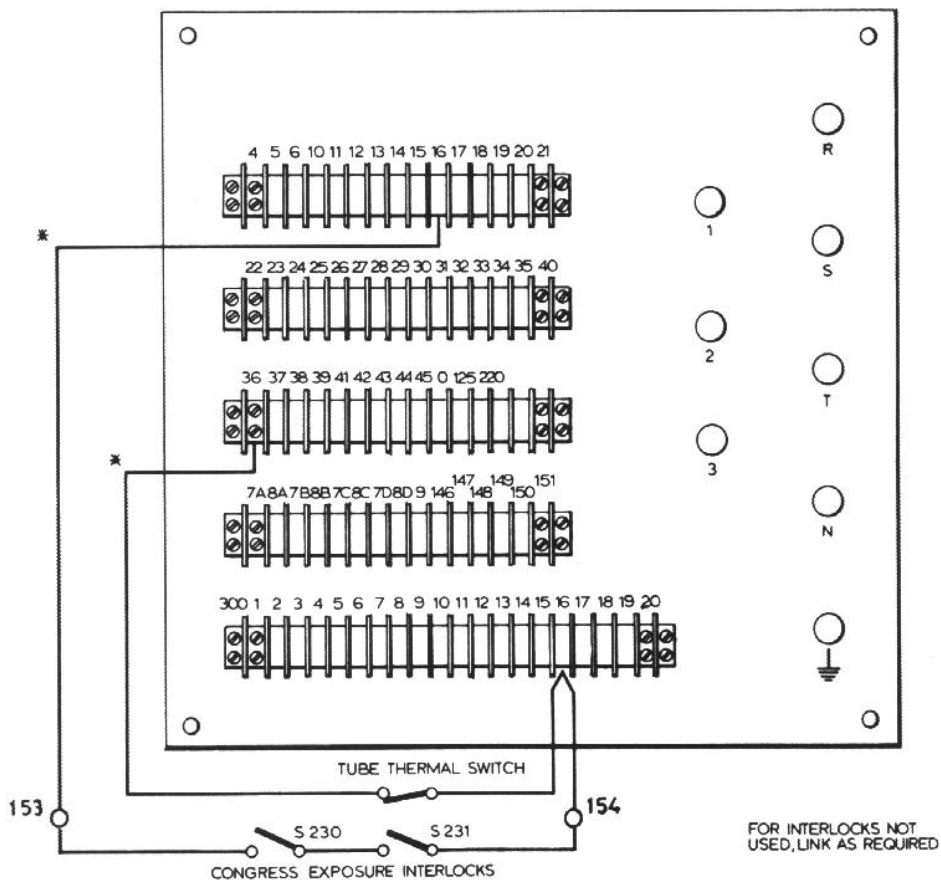 4 5 6 10 11 12 13 14 15 16 17 18 19 20 21
R
1
*
S
22 23 24 25 26 27 28 29 30 31 32 33 34 35 40
2
36 37 38 39 41 42 43 44 45 0 125 220
T
3
*
7A 8A 7B 8B 7C 8C 7D 8D 9 146 147 148 149 150 151
N
300 1 2 3 4 5 6 7 8 9 10 11 12 13 14 15 16 17 18 19 20
TUBE THERMAL SWITCH
153
154
S 230
S 231
FOR INTERLOCKS NOT
USED, LINK AS REQUIRED
CONGRESS EXPOSURE INTERLOCKS